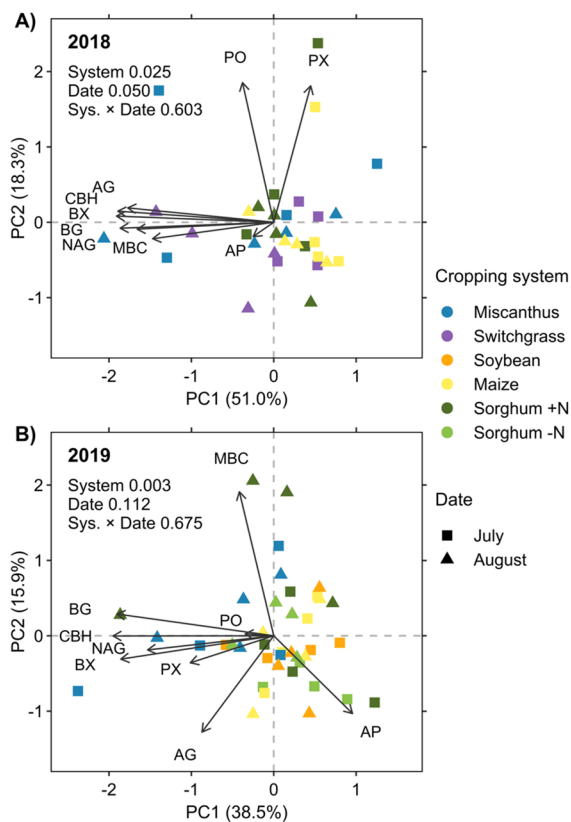 A)
2018
System 0.025
Date 0.050
Sys. × Date 0.603
PO
PX
AG
CBH
BX
BG
NAG
MBC
AP
2
1
0
-1
PC2 (18.3%)
-2
-1
0
1
PC1 (51.0%)
Cropping system
Miscanthus
Switchgrass
Soybean
Maize
Sorghum +N
Sorghum -N
Date
July
August
B)
2019
System 0.003
Date 0.112
Sys. × Date 0.675
MBC
BG
PO
CBH
NAG
BX
PX
AG
AP
2
1
0
-1
PC2 (15.9%)
-2
-1
0
1
PC1 (38.5%)